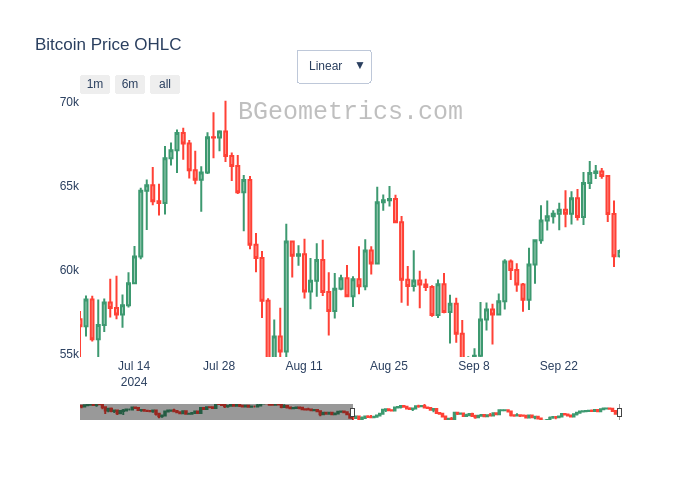 Bitcoin Price OHLC
Linear ▼
1m 6m all
BGeometrics.com
70k
65k
60k
55k
Jul 14 Jul 28 Aug 11 Aug 25 Sep 8 Sep 22
2024